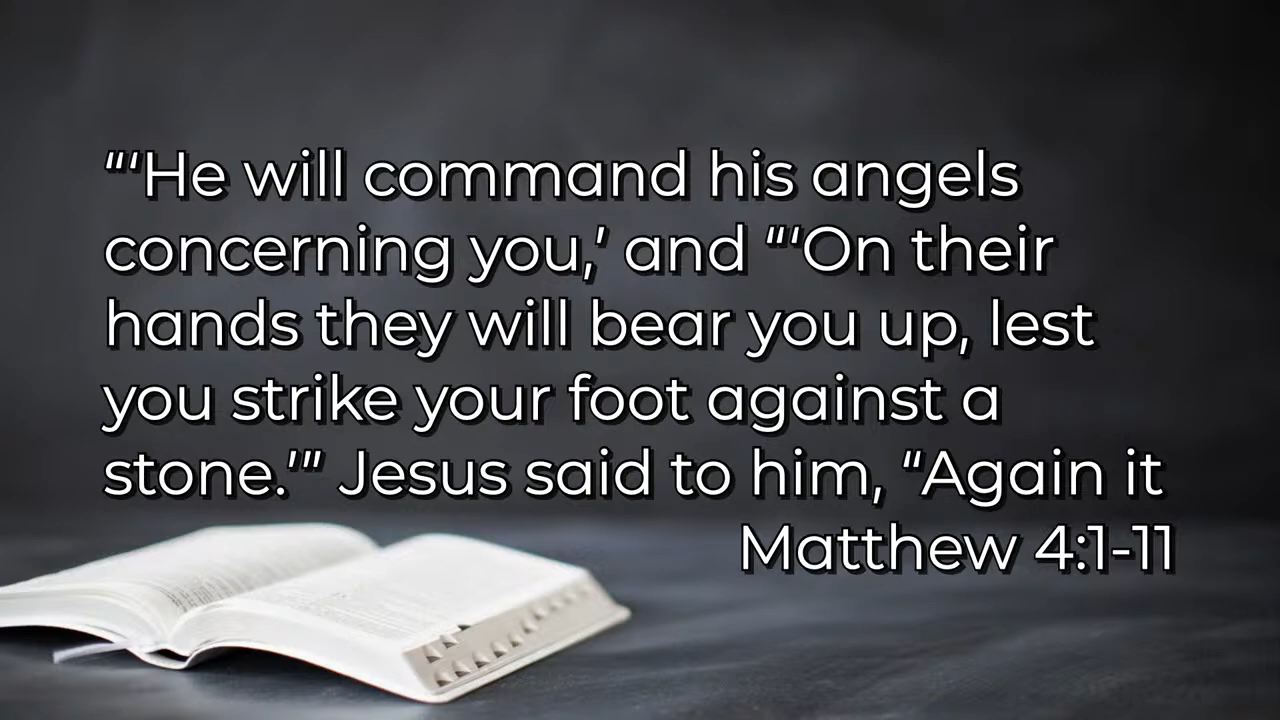 “‘He will command his angels
concerning you,’ and “‘On their
hands they will bear you up, lest
you strike your foot against a
stone.’” Jesus said to him, “Again it
Matthew 4:1-11